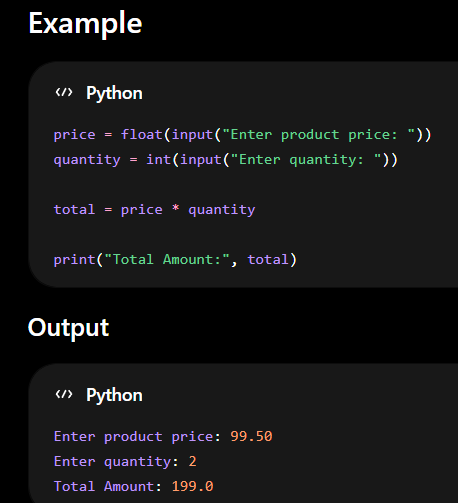 Example
Python
price = float(input("Enter product price: "))
quantity = int(input("Enter quantity: "))
total = price * quantity
print("Total Amount:", total)
Output
Python
Enter product price: 99.50
Enter quantity: 2
Total Amount: 199.0